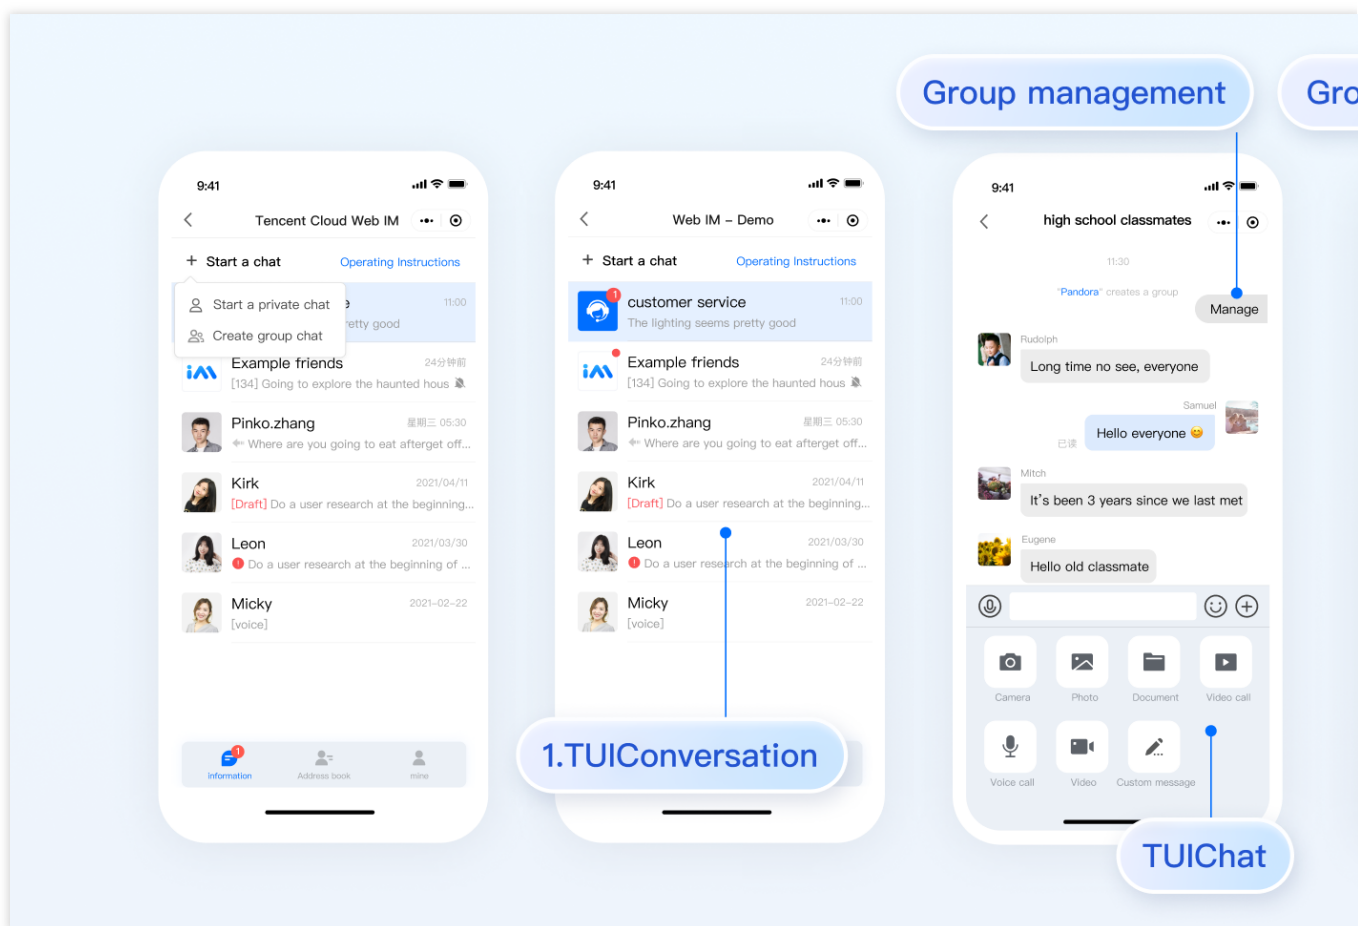 Group management
Gro
9:41
Tencent Cloud Web IM
+ Start a chat
Operating Instructions
Start a private chat
Create group chat
e
11:00
retty good
Example friends
24分钟前
[134] Going to explore the haunted hous
Pinko.zhang
星期三 05:30
Where are you going to eat afterget off...
Kirk
2021/04/11
[Draft] Do a user research at the beginning...
Leon
2021/03/30
Do a user research at the beginning of ...
Micky
2021-02-22
[voice]
1
information
Address book
mine
9:41
Web IM – Demo
+ Start a chat
Operating Instructions
1
customer service
11:00
The lighting seems pretty good
Example friends
24分钟前
[134] Going to explore the haunted hous
Pinko.zhang
星期三 05:30
Where are you going to eat afterget off...
Kirk
2021/04/11
[Draft] Do a user research at the beginning...
Leon
2021/03/30
Do a user research at the beginning of ...
Micky
2021-02-22
[voice]
1.TUIConversation
9:41
high school classmates
11:30
"Pandora" creates a group
Manage
Rudolph
Long time no see, everyone
Samuel
已读
Hello everyone 😄
Mitch
It's been 3 years since we last met
Eugene
Hello old classmate
Camera
Photo
Document
Video call
Voice call
Video
Custom message
TUIChat